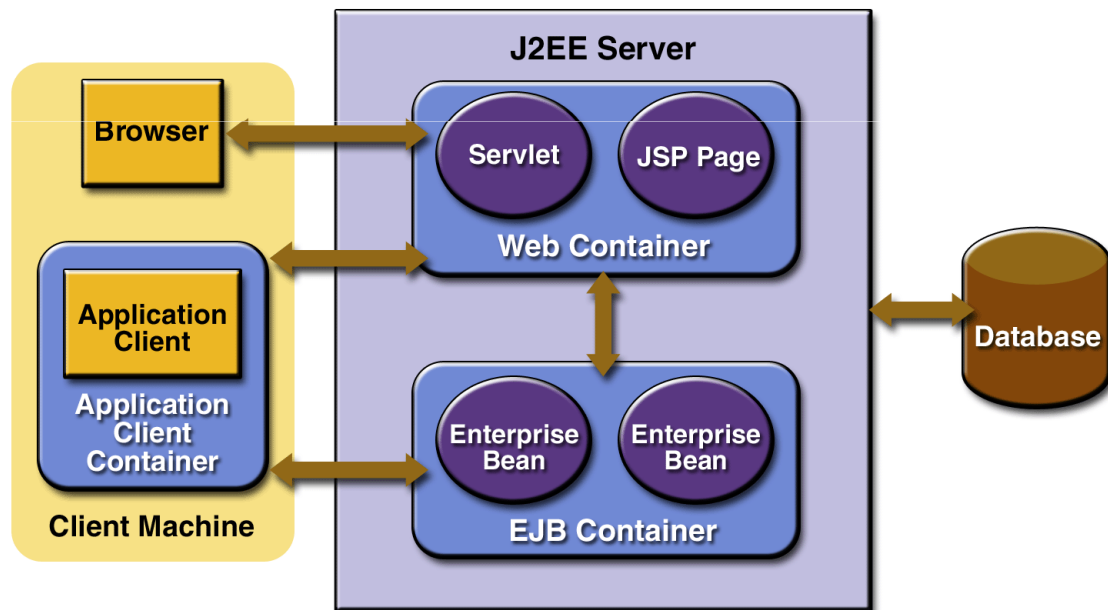 J2EE Server
Browser
Servlet
JSP Page
Web Container
Application
Client
Application
Client
Container
Client Machine
Enterprise
Bean
Enterprise
Bean
EJB Container
Database